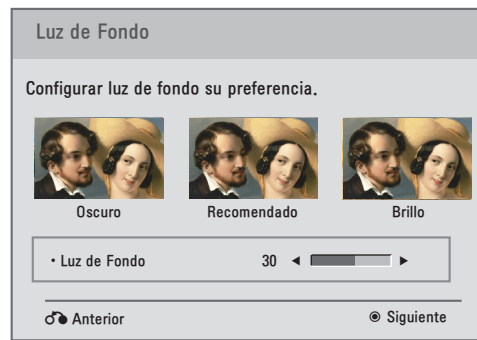 Luz de Fondo
Configurar luz de fondo su preferencia.
Oscuro Recomendado Brillo
• Luz de Fondo 30 ◄ ►
Anterior ◉ Siguiente